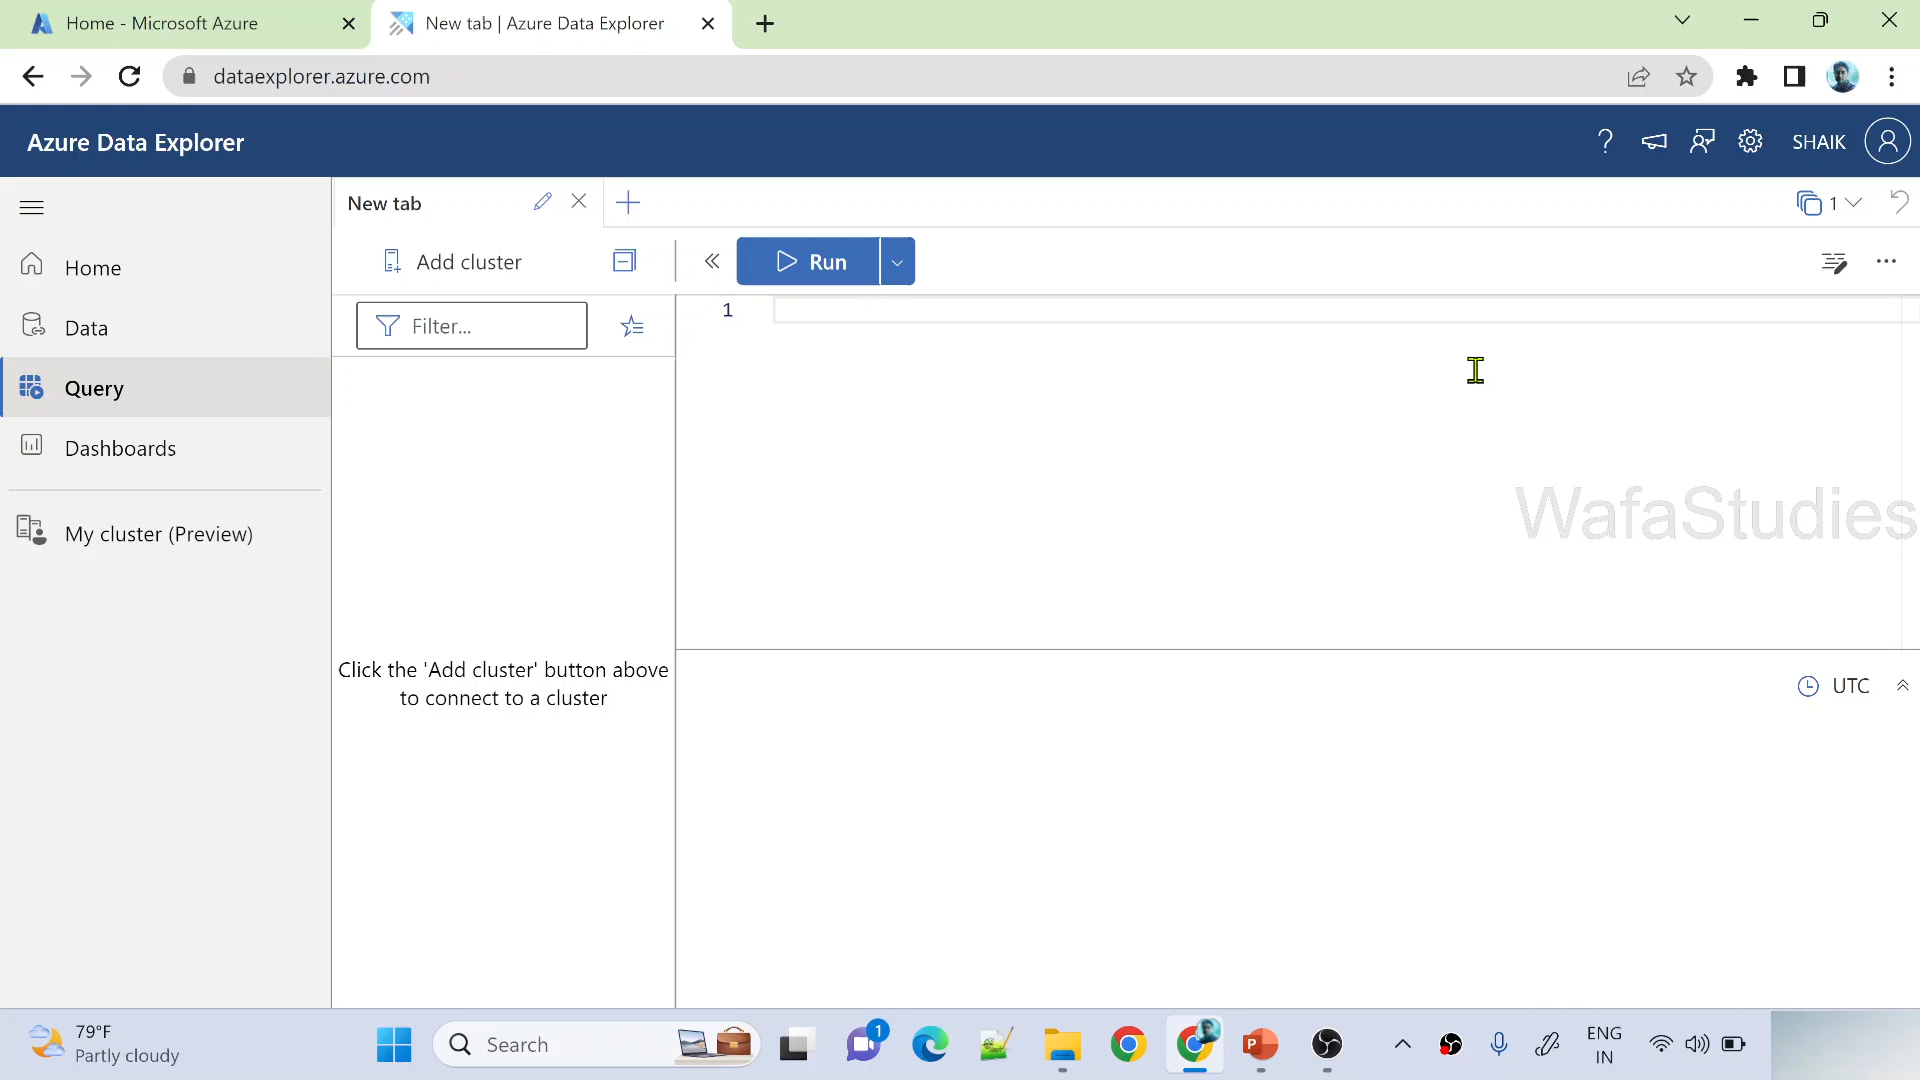 Home - Microsoft Azure
New tab | Azure Data Explorer
dataexplorer.azure.com
Azure Data Explorer
SHAIK
New tab
1
Add cluster
Run
Home
Data
Query
Dashboards
My cluster (Preview)
Filter...
1
WafaStudies
Click the 'Add cluster' button above
to connect to a cluster
UTC
79°F
Partly cloudy
Search
1
ENG
IN